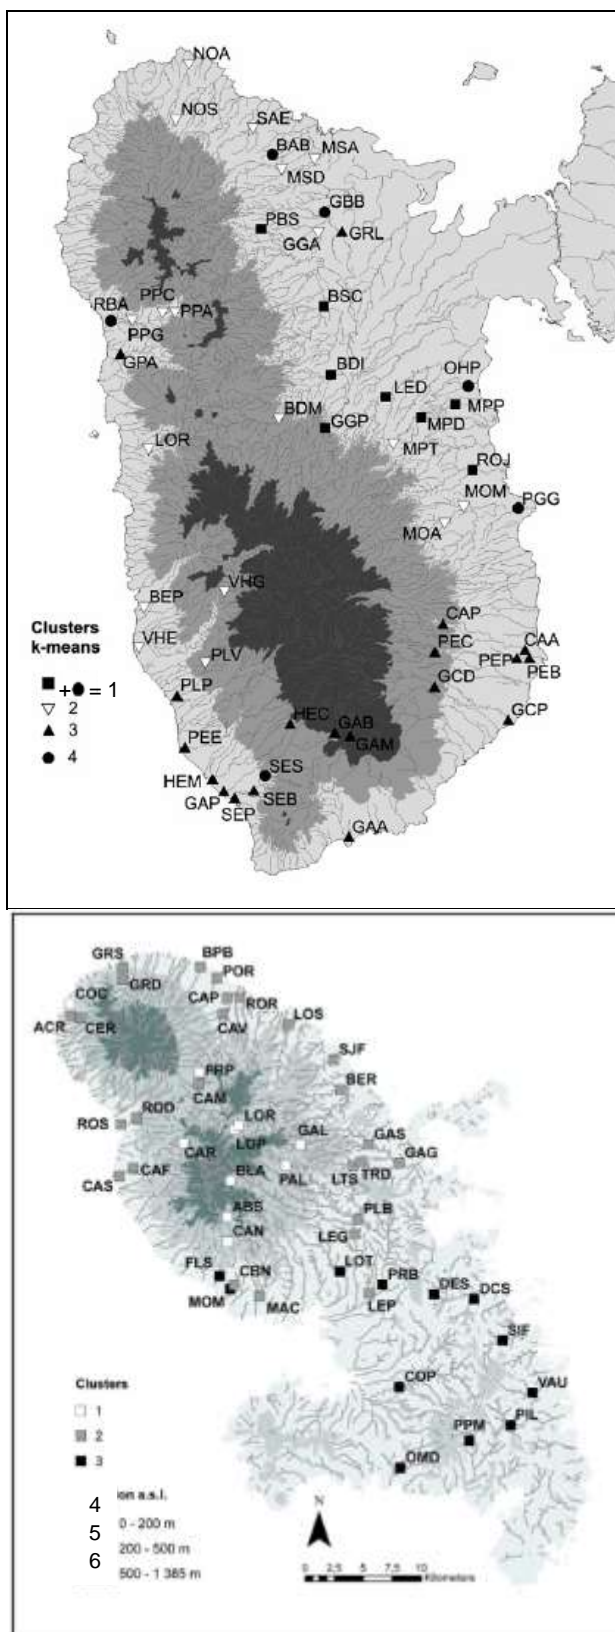 NOA
NOS
SAE
BAB
MSA
MSD
GBB
PBS
GGA
GRL
PPC
RBA
PPA
BSC
PPG
GPA
BDI
OHP
LED
MPP
BDM
GGP
MPD
LOR
MPT
ROJ
MOM
PGG
MOA
VHG
BEP
CAP
Clusters
k-means
VHE
PEC
CAA
PLV
PEP
PEB
+ = 1
PLP
GCD
2
HEC
GAB
GCP
3
PEE
GAM
4
SES
HEM
GAP
SEB
SEP
GAA
GRS
BPB
GRD
POR
COC
CAP
ROR
ACR
CER
CAV
LOS
SJF
FRP
BER
CAM
ROS
LOR
CAR
GAL
GAS
GAG
CAS
BLA
PAL
LTS
TRD
ABS
PLB
CAN
LEG
FLS
CBN
LOT
PRB
DES
DCS
MOM
MAC
LEP
SIF
Clusters
COP
VAU
1
PIL
2
PPM
3
OMD
4
on a.s.l.
N
5
0 - 200 m
6
200 - 500 m
500 - 1 385 m
0 2,5 5 10
Kilometers